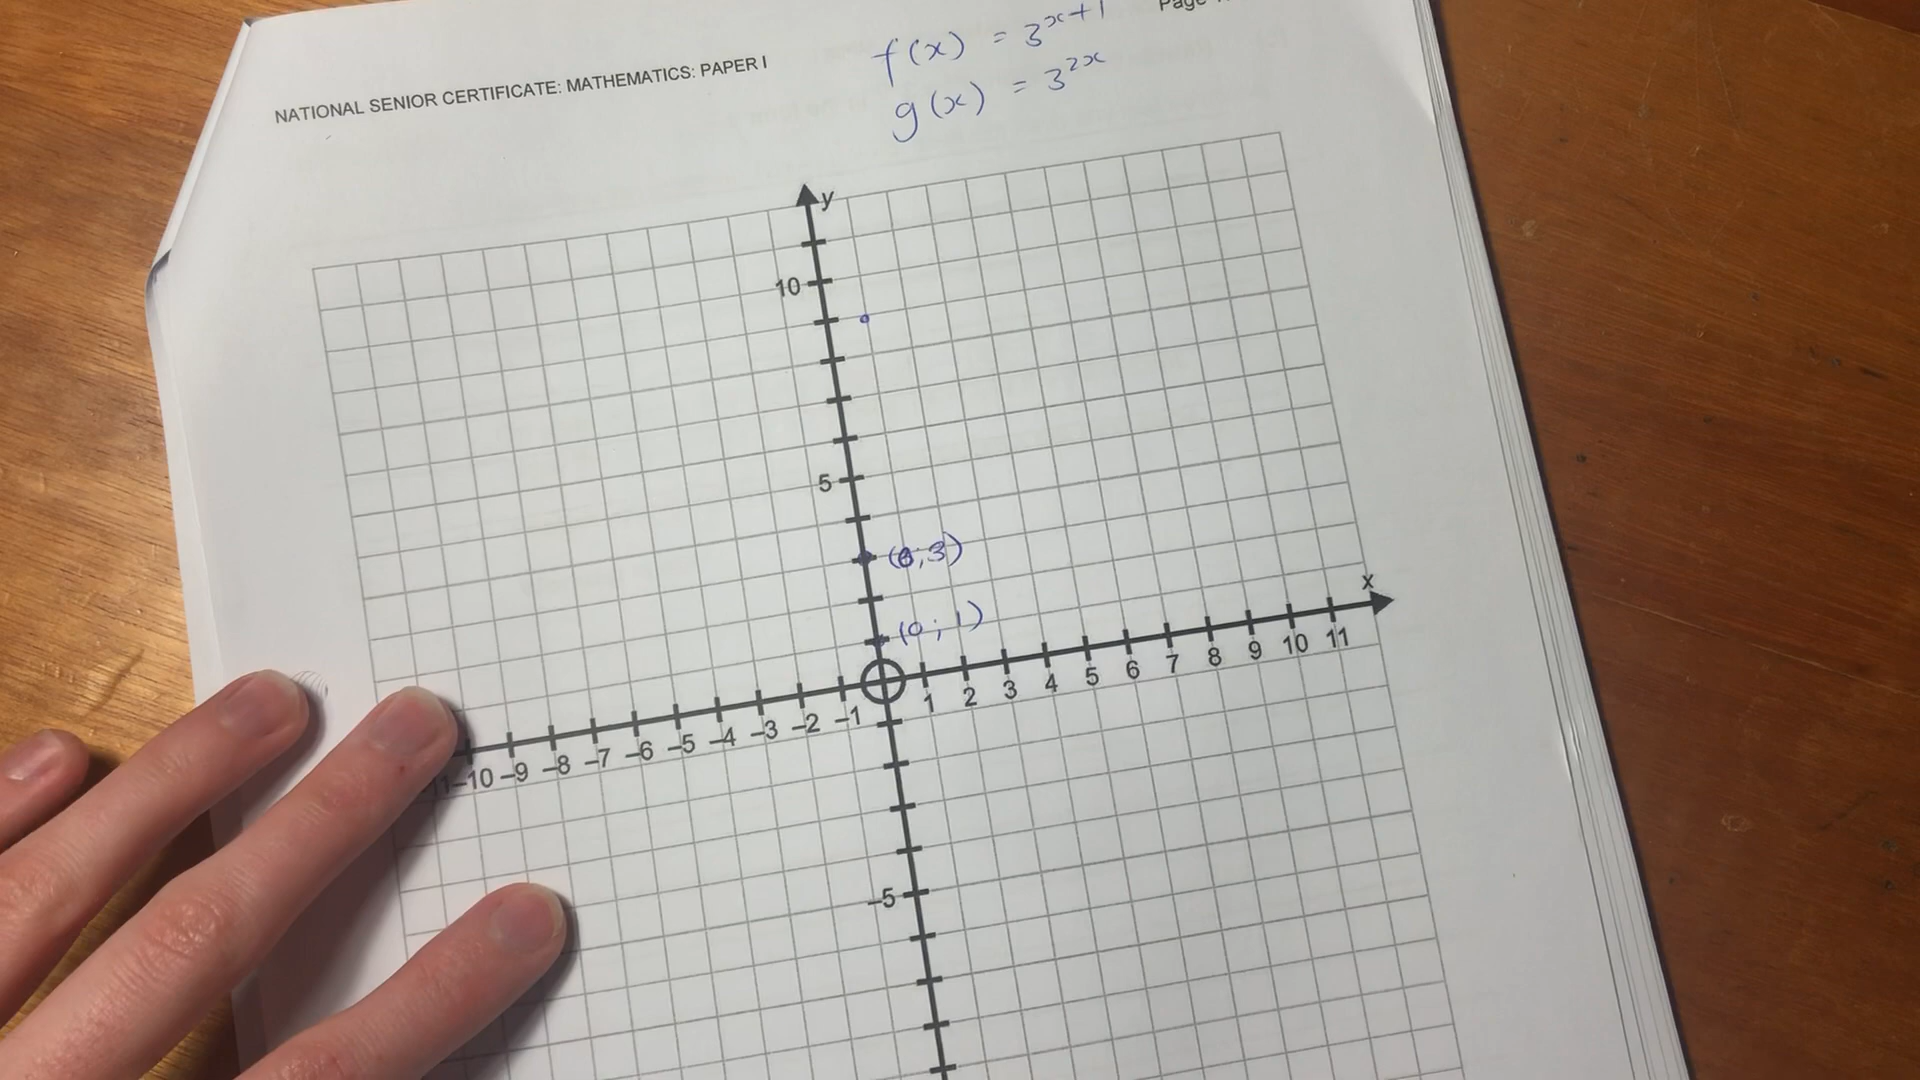 NATIONAL SENIOR CERTIFICATE: MATHEMATICS: PAPER I
Page
f(x) = 3^{x+1}
g(x) = 3^{2x}
y
10
5
(0;3)
(0;1)
x
–10 –9 –8 –7 –6 –5 –4 –3 –2 –1 1 2 3 4 5 6 7 8 9 10 11
–5